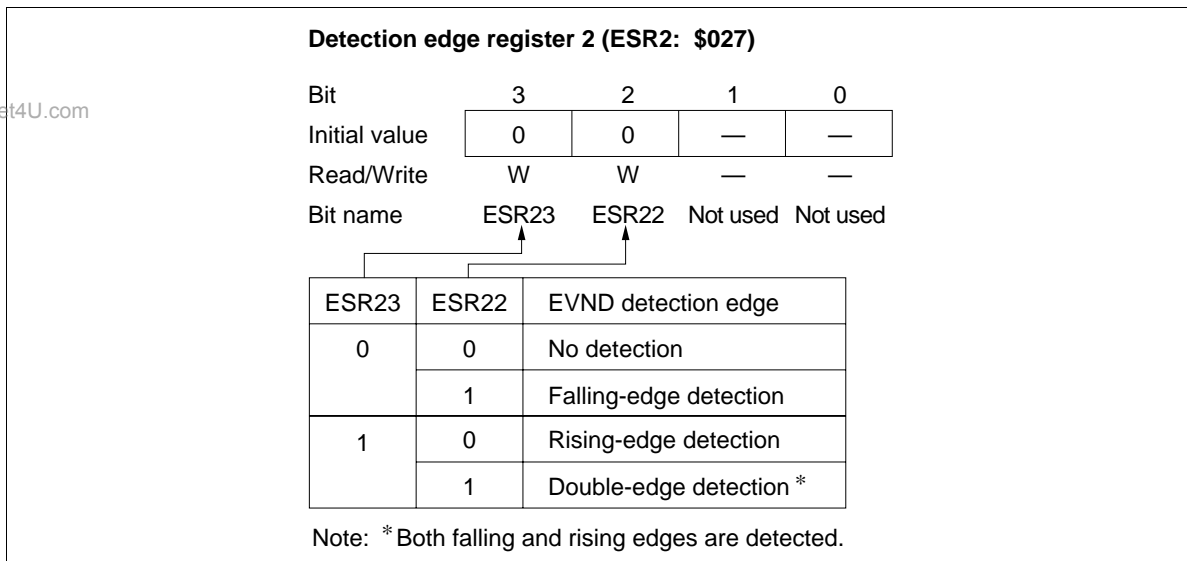 Detection edge register 2 (ESR2: $027)
Bit 3 2 1 0
et4U.com
Initial value 0 0 — —
Read/Write W W — —
Bit name ESR23 ESR22 Not used Not used
ESR23 ESR22 EVND detection edge
0 0 No detection
1 Falling-edge detection
1 0 Rising-edge detection
1 Double-edge detection *
Note: *Both falling and rising edges are detected.